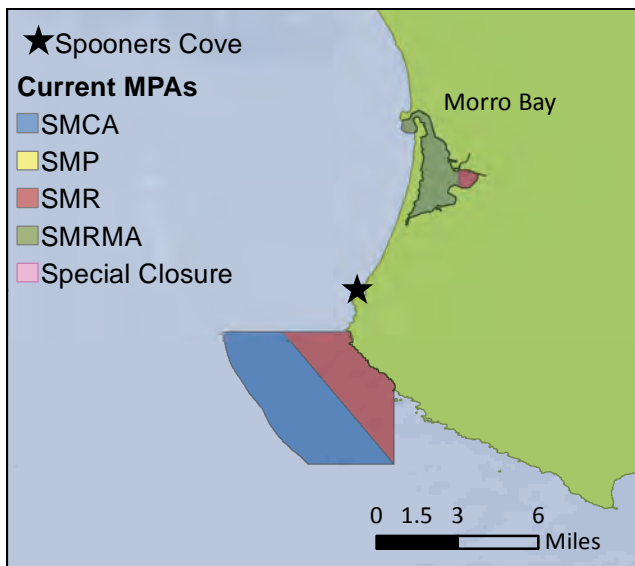 Spooners Cove
Current MPAs
SMCA
SMP
SMR
SMRMA
Special Closure
Morro Bay
0 1.5 3 6
Miles